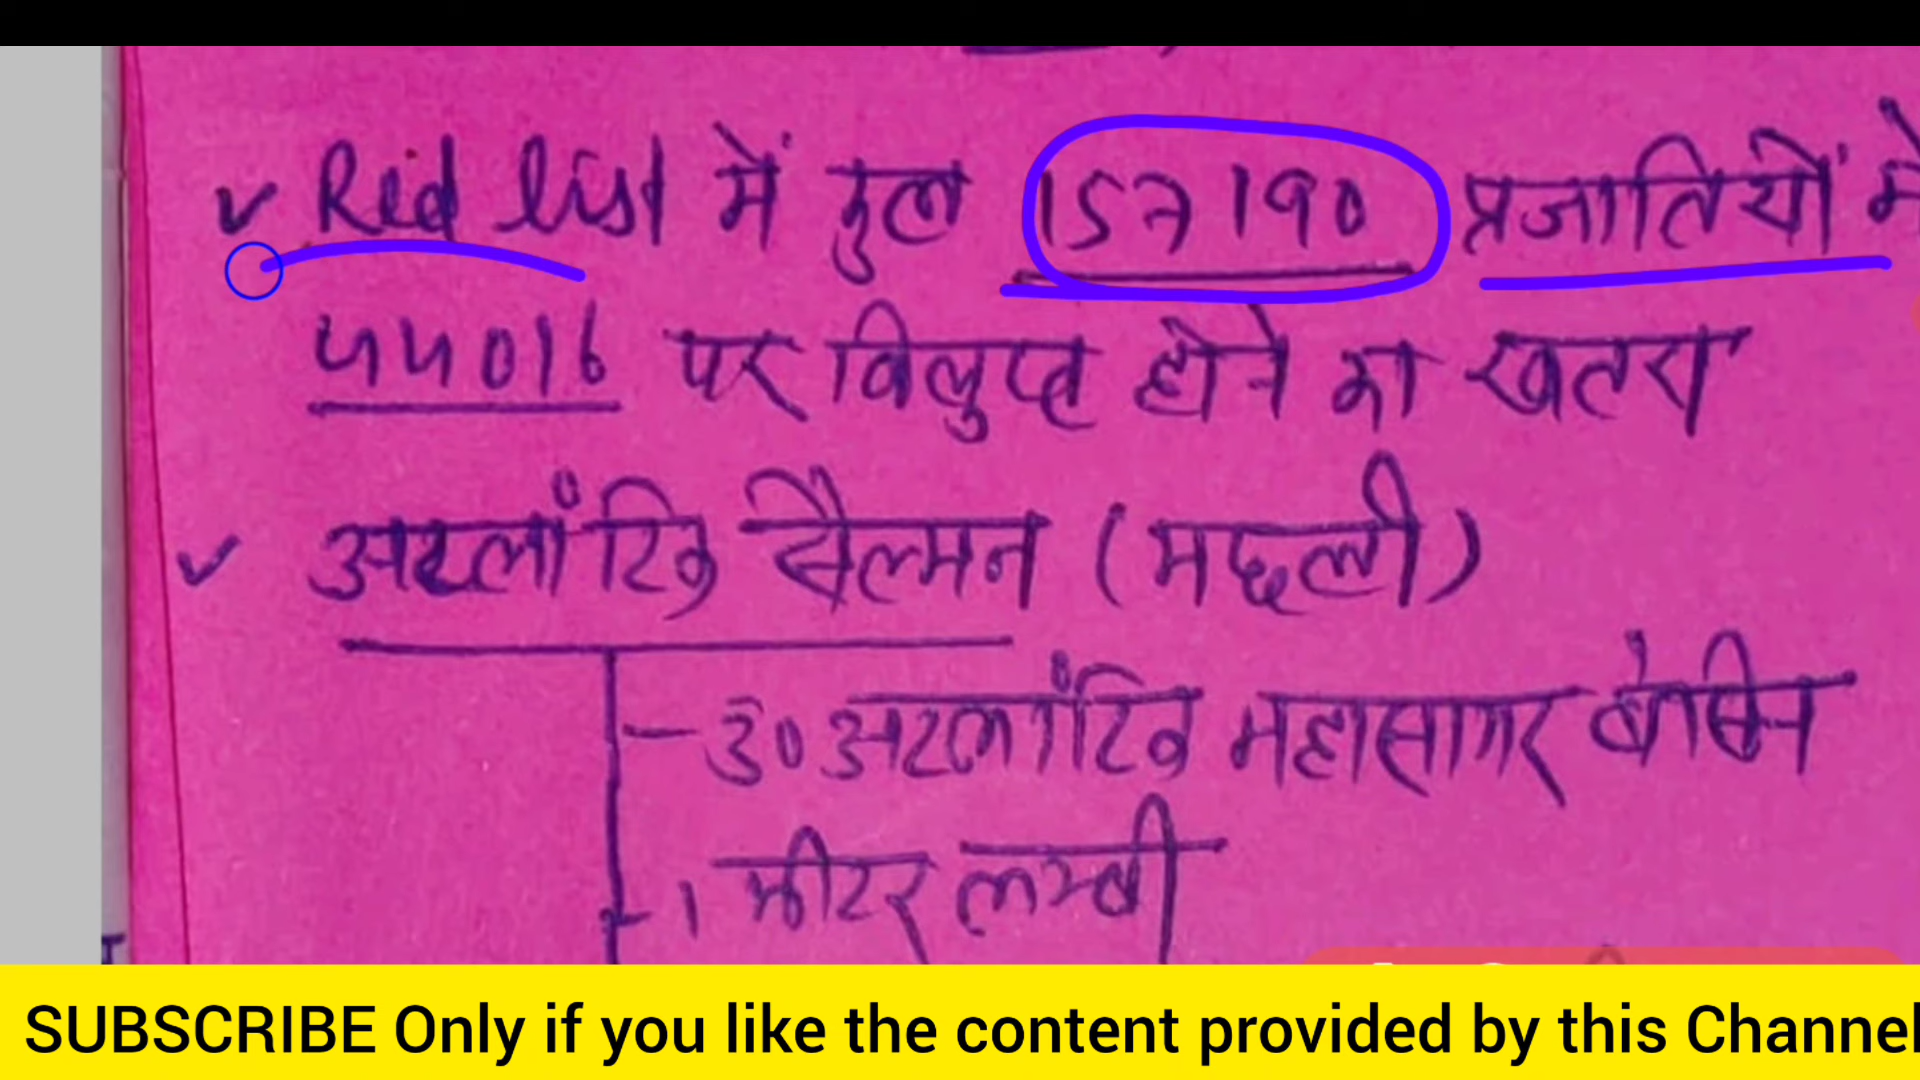 Red list में कुल 157190 प्रजातियों मे
44016 पर विलुप्त होने का खतरा
अटलांटिक सैल्मन (मछली)
- उ० अटलांटिक महासागर बेसिन
- 1 मीटर लम्बी
SUBSCRIBE Only if you like the content provided by this Channel